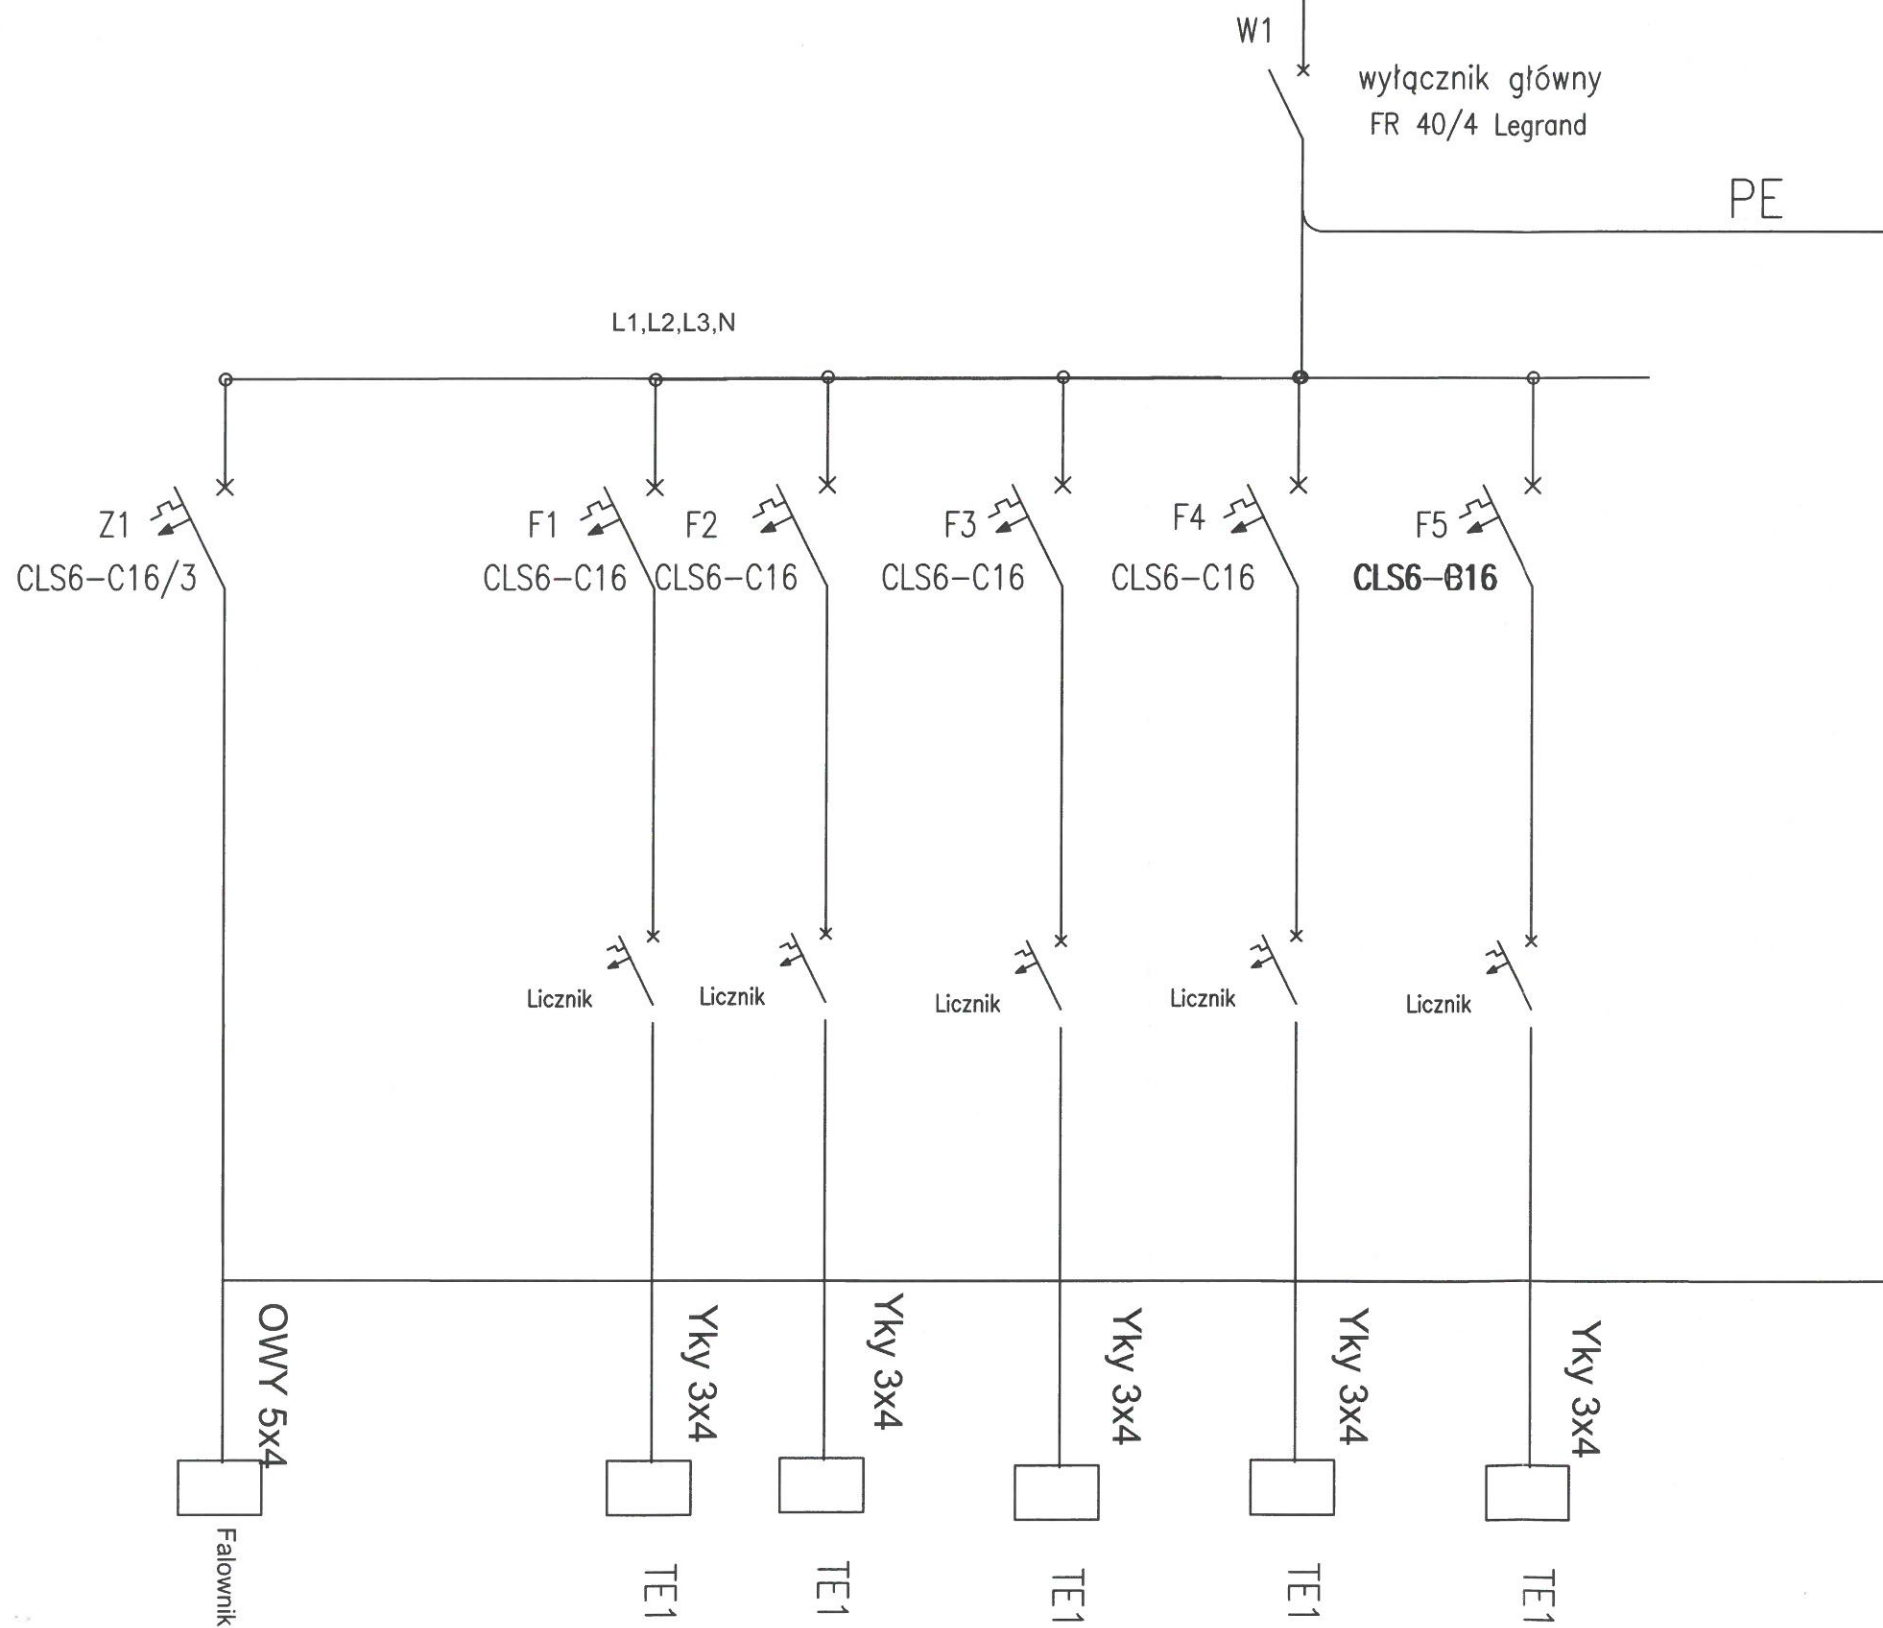 W1
wyłącznik główny
FR 40/4 Legrand
PE
L1,L2,L3,N
Z1
CLS6-C16/3
F1
CLS6-C16
F2
CLS6-C16
F3
CLS6-C16
F4
CLS6-C16
F5
CLS6-B16
Licznik
Licznik
Licznik
Licznik
Licznik
OWY 5x4
Yky 3x4
Yky 3x4
Yky 3x4
Yky 3x4
Yky 3x4
Falownik
TE1
TE1
TE1
TE1
TE1